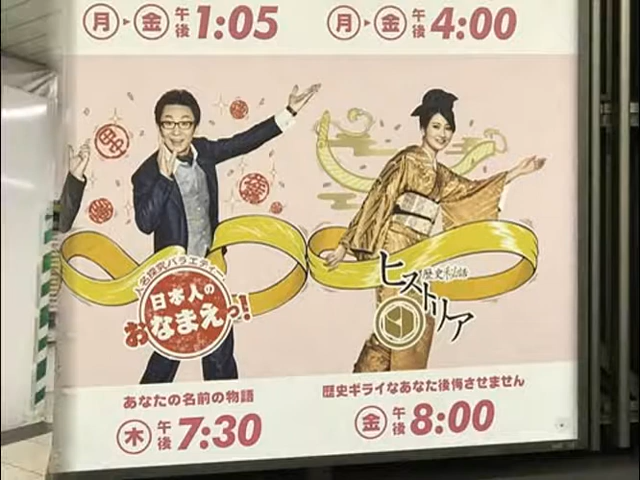 月▶金 午後1:05
月▶金 午後4:00
人名探究バラエティー
日本人の
おなまえっ!
歴史秘話
ヒストリア
あなたの名前の物語
木 午後7:30
歴史ギライなあなた後悔させません
金 午後8:00